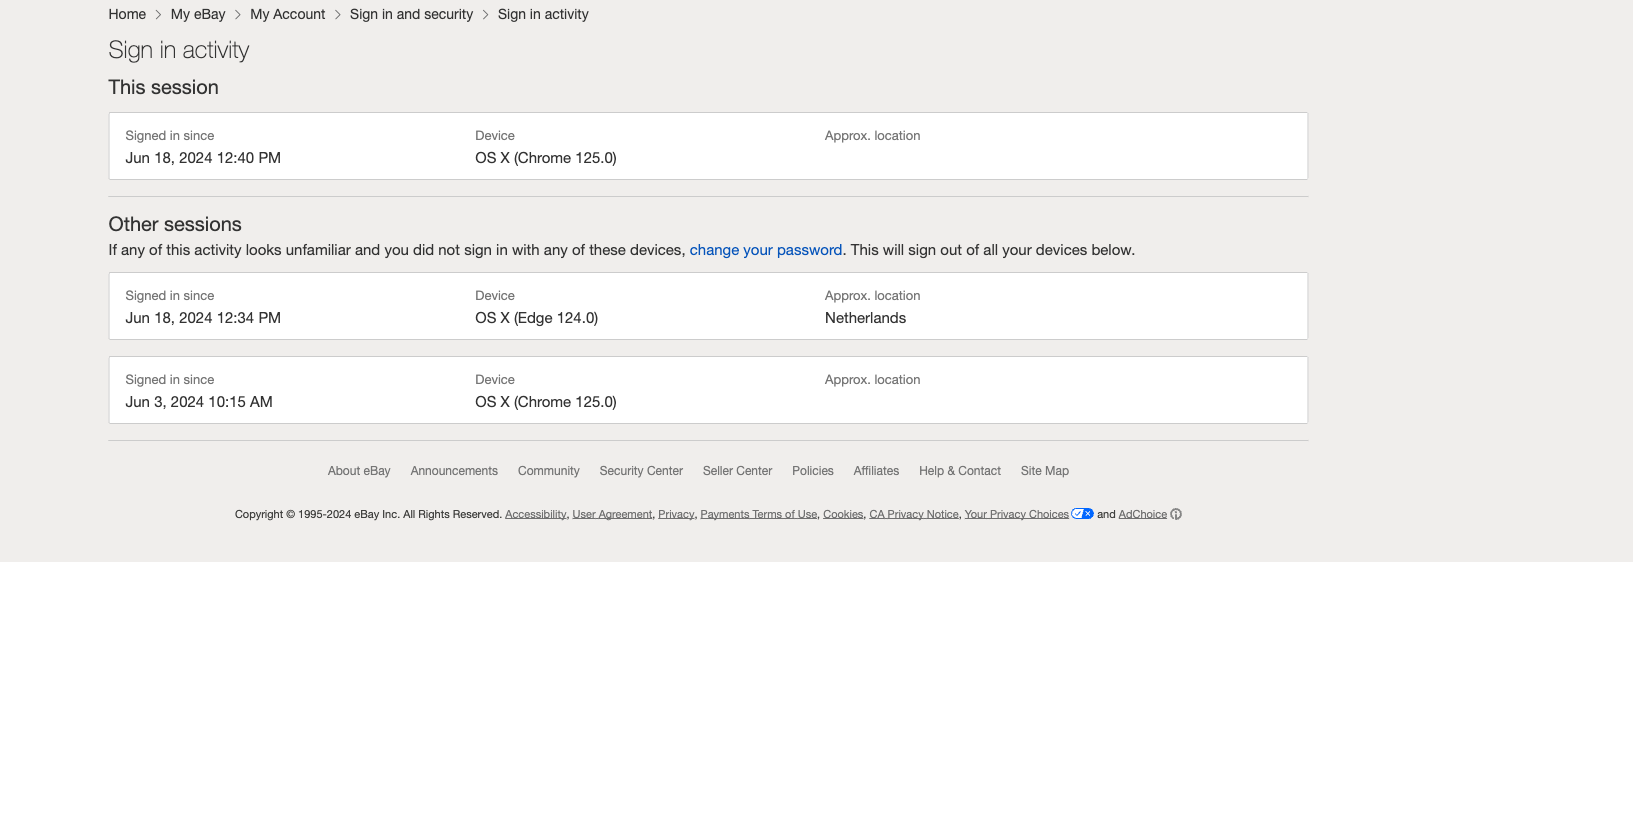 Home > My eBay > My Account > Sign in and security > Sign in activity
Sign in activity
This session
Signed in since Device Approx. location
Jun 18, 2024 12:40 PM OS X (Chrome 125.0)
Other sessions
If any of this activity looks unfamiliar and you did not sign in with any of these devices, change your password. This will sign out of all your devices below.
Signed in since Device Approx. location
Jun 18, 2024 12:34 PM OS X (Edge 124.0) Netherlands
Signed in since Device Approx. location
Jun 3, 2024 10:15 AM OS X (Chrome 125.0)
About eBay Announcements Community Security Center Seller Center Policies Affiliates Help & Contact Site Map
Copyright © 1995-2024 eBay Inc. All Rights Reserved. Accessibility, User Agreement, Privacy, Payments Terms of Use, Cookies, CA Privacy Notice, Your Privacy Choices and AdChoice